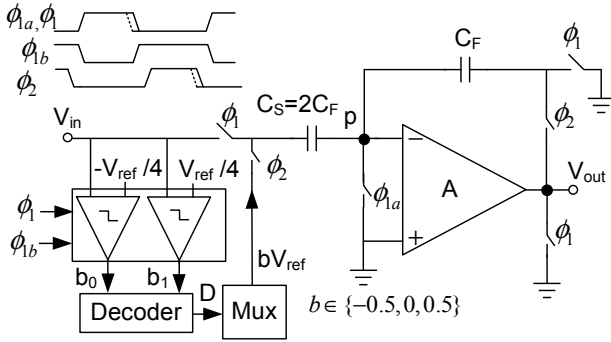 ϕ1a,ϕ1
ϕ1b
ϕ2
Vin
ϕ1
CS=2CF
p
CF
ϕ1
ϕ2
ϕ2
-Vref /4
Vref /4
ϕ1a
−
A
+
Vout
ϕ1
ϕ1
ϕ1b
b0
b1
bVref
Decoder
D
Mux
b∈{−0.5,0,0.5}